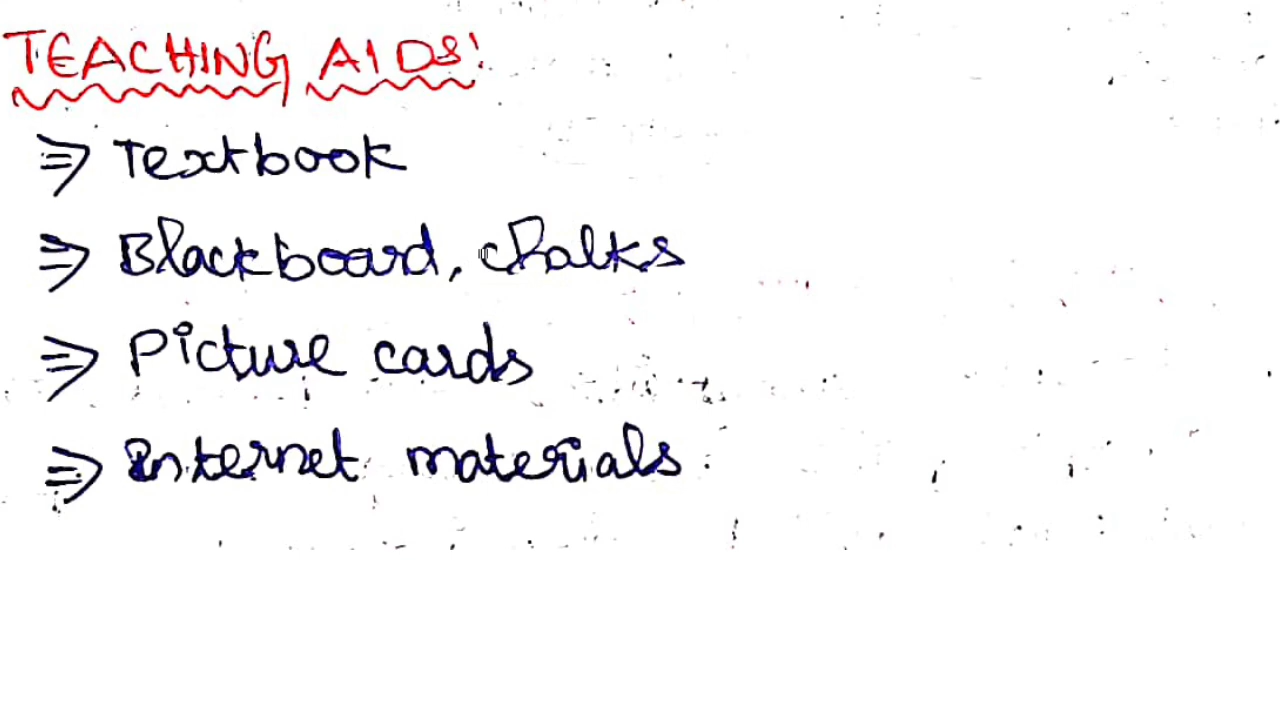 TEACHING AIDS:
⇒ Textbook
⇒ Blackboard, chalks
⇒ Picture cards
⇒ Internet materials